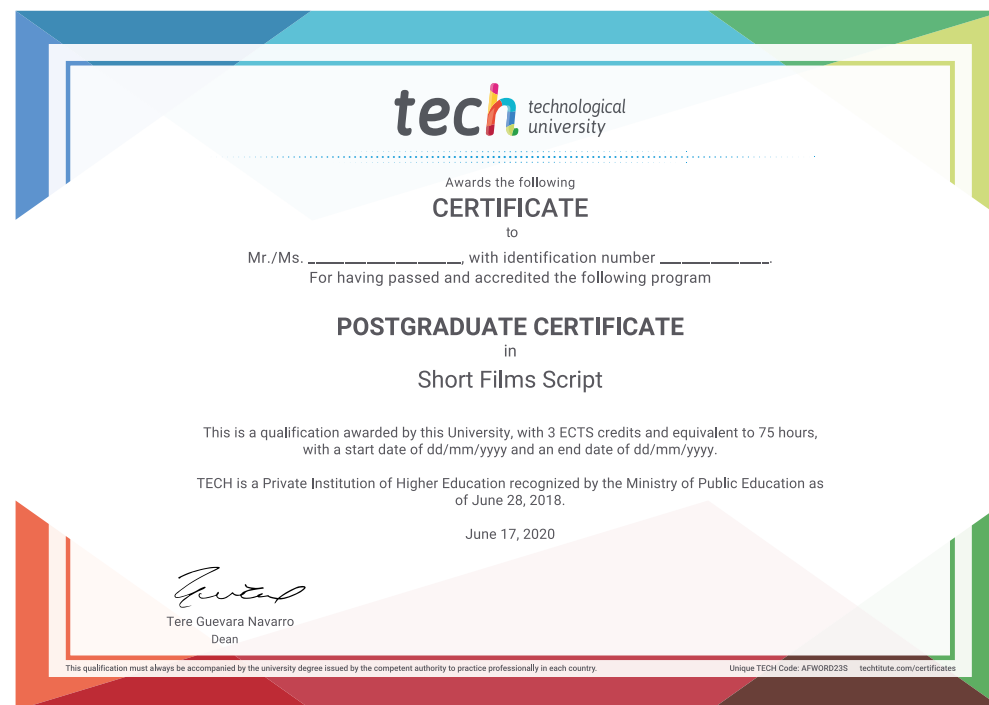 tech technological
university
Awards the following
CERTIFICATE
to
Mr./Ms. ____________________, with identification number ______________.
For having passed and accredited the following program
POSTGRADUATE CERTIFICATE
in
Short Films Script
This is a qualification awarded by this University, with 3 ECTS credits and equivalent to 75 hours,
with a start date of dd/mm/yyyy and an end date of dd/mm/yyyy.
TECH is a Private Institution of Higher Education recognized by the Ministry of Public Education as
of June 28, 2018.
June 17, 2020
Tere Guevara Navarro
Dean
This qualification must always be accompanied by the university degree issued by the competent authority to practice professionally in each country. Unique TECH Code: AFWORD23S techtitute.com/certificates